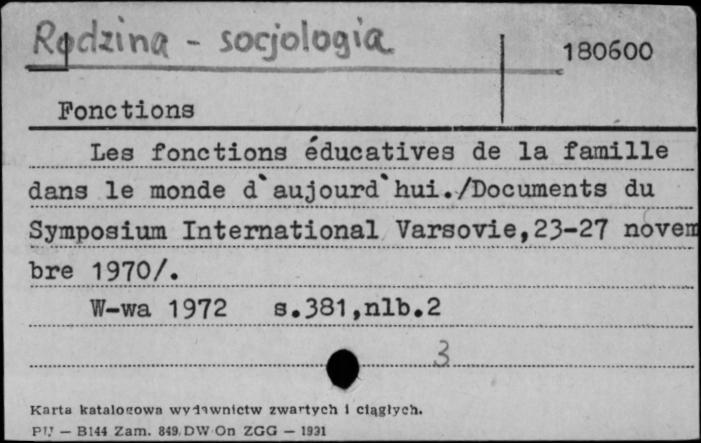 Rodzina - socjologia
180600
Fonctions
Les fonctions éducatives de la famille
dans le monde d`aujourd`hui./Documents du
Symposium International Varsovie,23-27 novem
bre 1970/.
W-wa 1972 s.381,nlb.2
3
Karta katalogowa wydawnictw zwartych i ciągłych.
PU — B144 Zam. 849. DW On ZGG — 1931